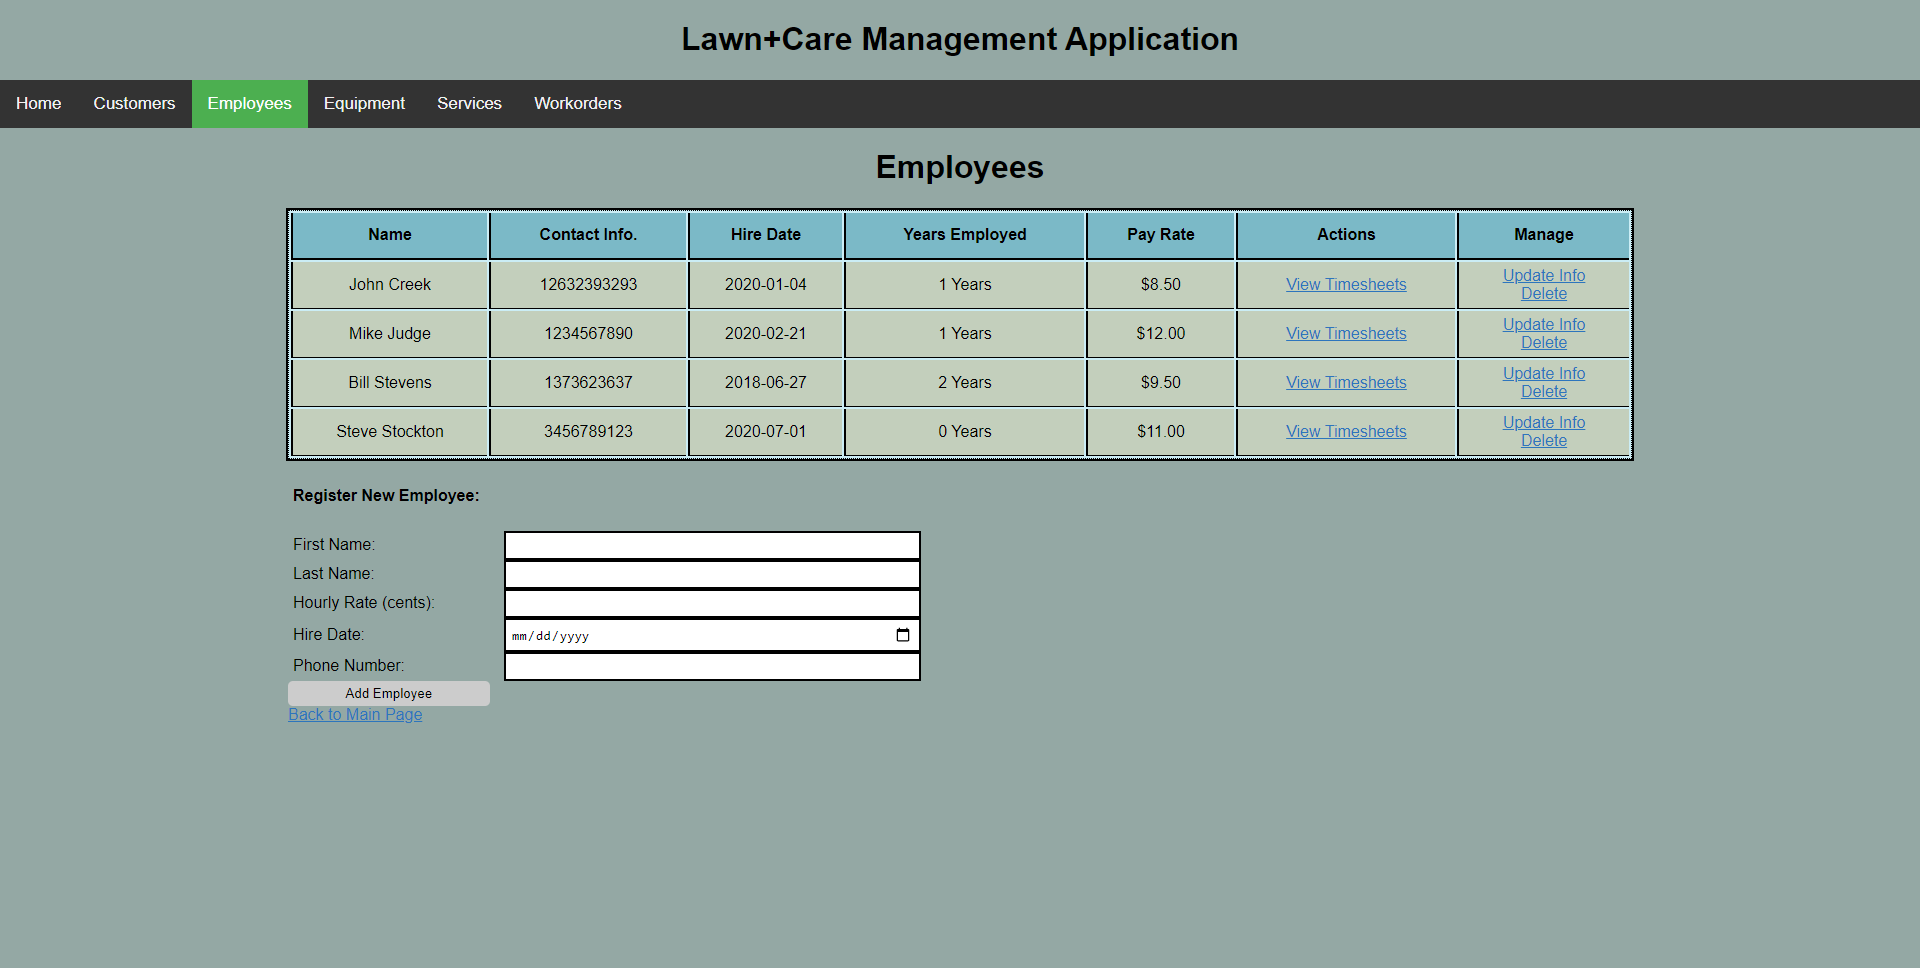 Lawn+Care Management Application
Home Customers Employees Equipment Services Workorders
Employees
Name Contact Info. Hire Date Years Employed Pay Rate Actions Manage
John Creek 12632393293 2020-01-04 1 Years $8.50 View Timesheets Update Info
Delete
Mike Judge 1234567890 2020-02-21 1 Years $12.00 View Timesheets Update Info
Delete
Bill Stevens 1373623637 2018-06-27 2 Years $9.50 View Timesheets Update Info
Delete
Steve Stockton 3456789123 2020-07-01 0 Years $11.00 View Timesheets Update Info
Delete
Register New Employee:
First Name:
Last Name:
Hourly Rate (cents):
Hire Date: mm/dd/yyyy
Phone Number:
Add Employee
Back to Main Page